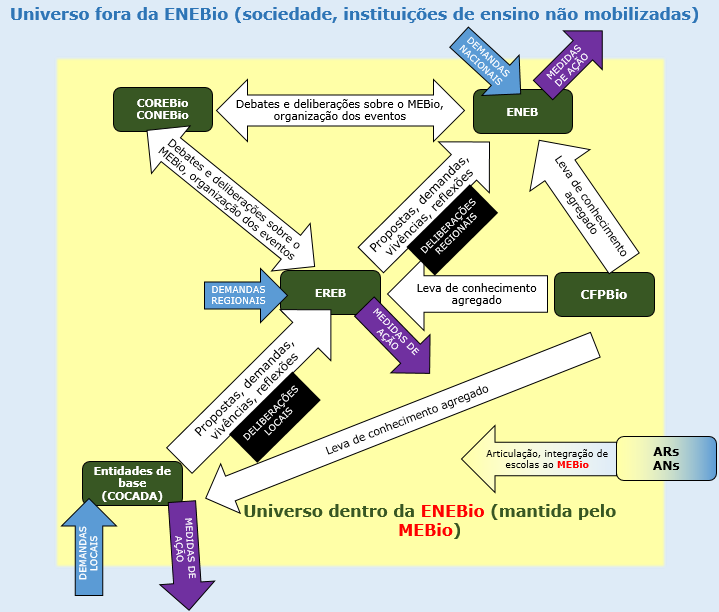 Universo fora da ENEBio (sociedade, instituições de ensino não mobilizadas)
DEMANDAS
NACIONAIS
MEDIDAS
DE AÇÃO
COREBio
CONEBio
Debates e deliberações sobre o MEBio,
organização dos eventos
ENEB
Debates e deliberações sobre o
MEBio, organização dos eventos
Propostas, demandas,
vivências, reflexões
DELIBERAÇÕES
REGIONAIS
Leva de conhecimento
agregado
DEMANDAS
REGIONAIS
EREB
Leva de conhecimento
agregado
CFPBio
MEDIDAS DE
AÇÃO
Propostas, demandas,
vivências, reflexões
DELIBERAÇÕES
LOCAIS
Leva de conhecimento agregado
Articulação, integração de
escolas ao MEBio
ARs
ANs
Entidades de
base
(COCADA)
Universo dentro da ENEBio (mantida pelo
MEBio)
DEMANDAS
LOCAIS
MEDIDAS DE
AÇÃO